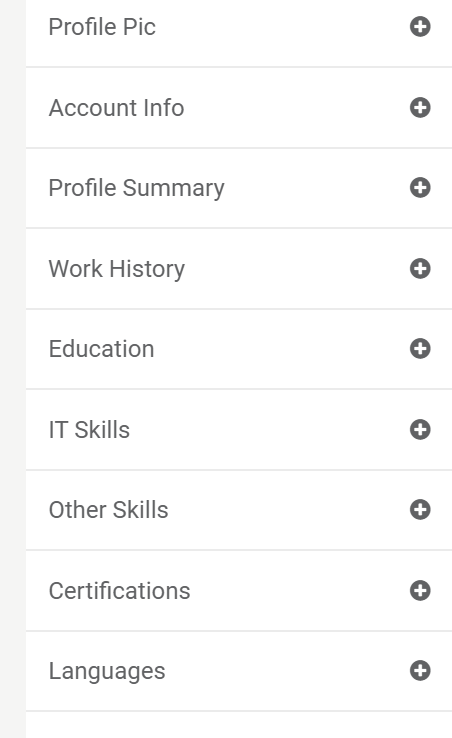 Profile Pic
Account Info
Profile Summary
Work History
Education
IT Skills
Other Skills
Certifications
Languages